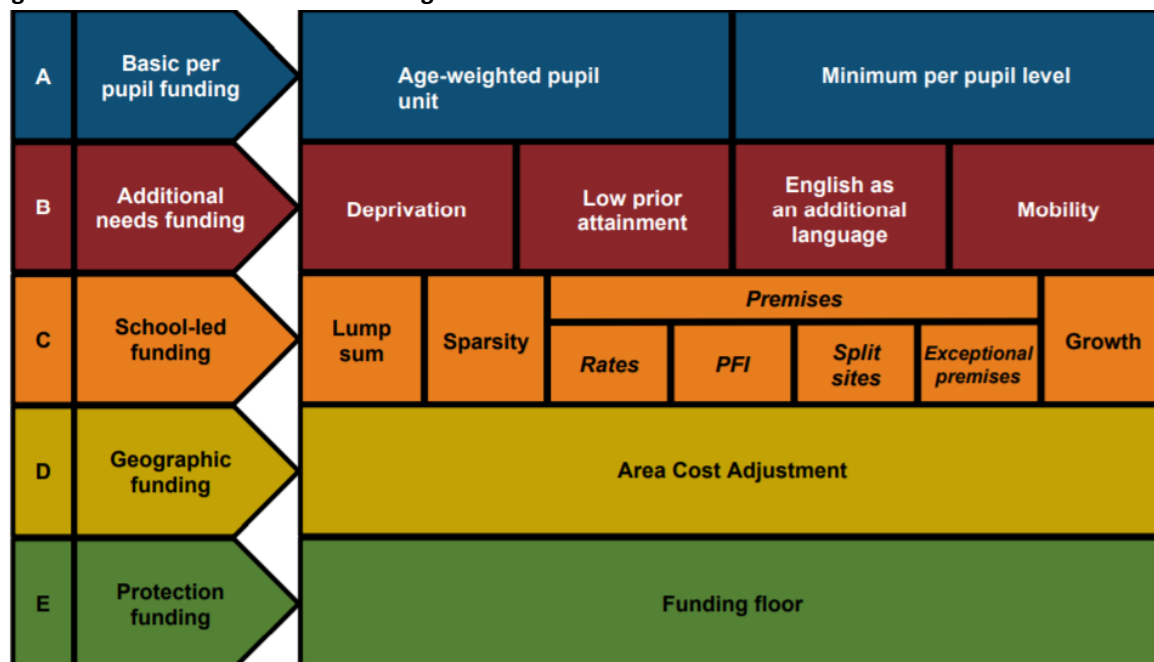 A
Basic per
pupil funding
Age-weighted pupil
unit
Minimum per pupil level
B
Additional
needs funding
Deprivation
Low prior
attainment
English as
an additional
language
Mobility
C
School-led
funding
Lump
sum
Sparsity
Premises
Rates
PFI
Split
sites
Exceptional
premises
Growth
D
Geographic
funding
Area Cost Adjustment
E
Protection
funding
Funding floor